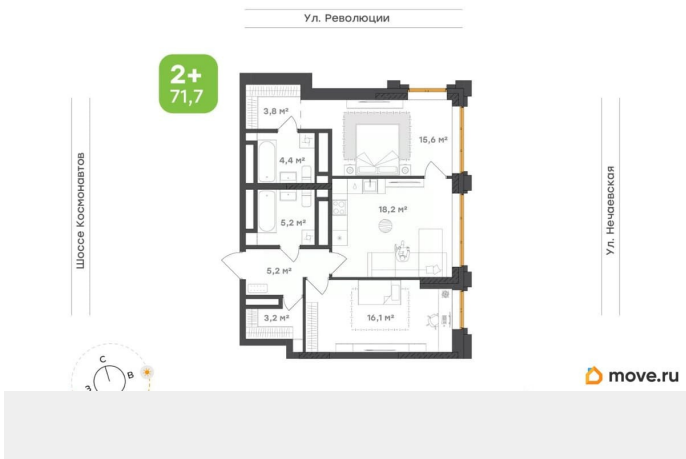 Ул. Революции
2+
71,7
3,8 м²
15,6 м²
4,4 м²
Шоссе Космонавтов
Ул. Нечаевская
18,2 м²
5,2 м²
5,2 м²
3,2 м²
16,1 м²
С
В
З
move.ru